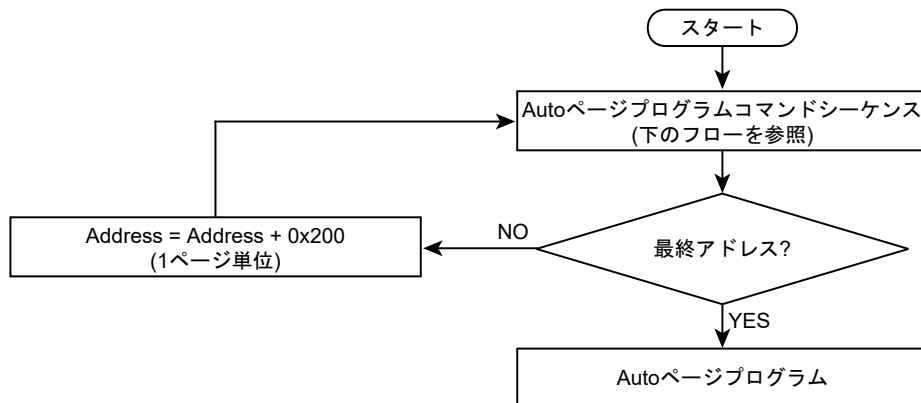 スタート
Autoページプログラムコマンドシーケンス
(下のフローを参照)
Address = Address + 0x200
(1ページ単位)
NO
最終アドレス?
YES
Autoページプログラム